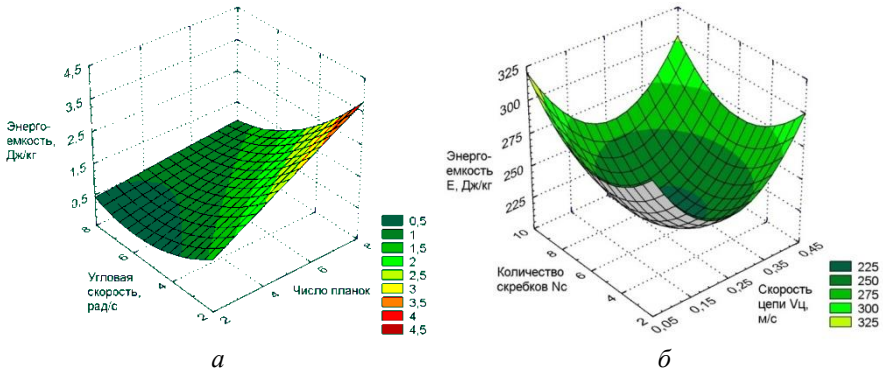 4,5
3,5
2,5
1,5
0,5
Энерго-
емкость,
Дж/кг
8
6
4
2
Угловая
скорость,
рад/с
2
4
6
8
Число планок
0,5
1
1,5
2
2,5
3
3,5
4
4,5
а
325
300
275
250
225
Энерго-
емкость
Е, Дж/кг
10
8
6
4
2
Количество
скребков Nc
0,05
0,15
0,25
0,35
0,45
Скорость
цепи Vц,
м/с
225
250
275
300
325
б